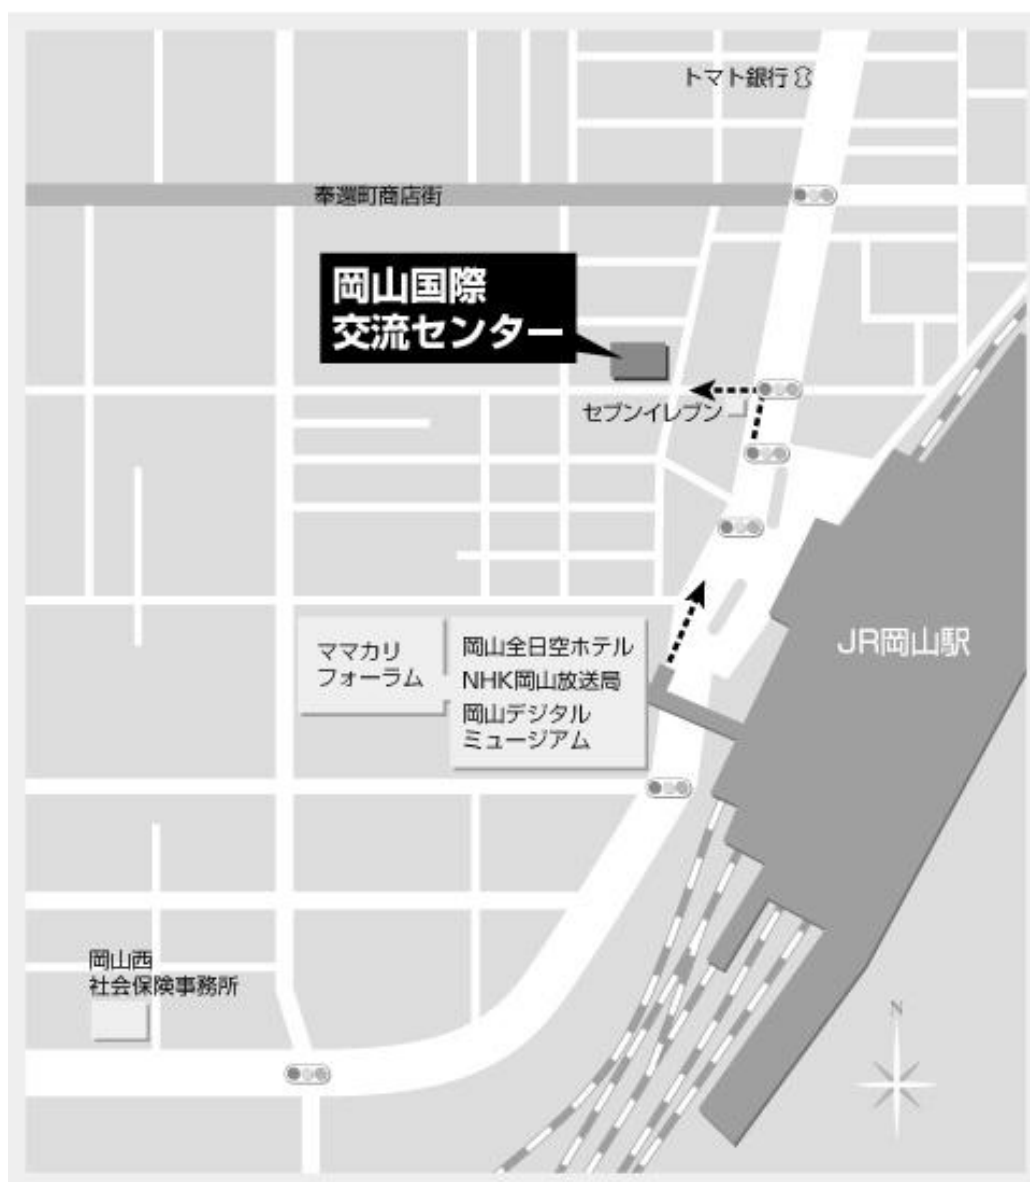 トマト銀行
奉還町商店街
岡山国際
交流センター
セブンイレブン
JR岡山駅
ママカリ
フォーラム
岡山全日空ホテル
NHK岡山放送局
岡山デジタル
ミュージアム
岡山西
社会保険事務所
N